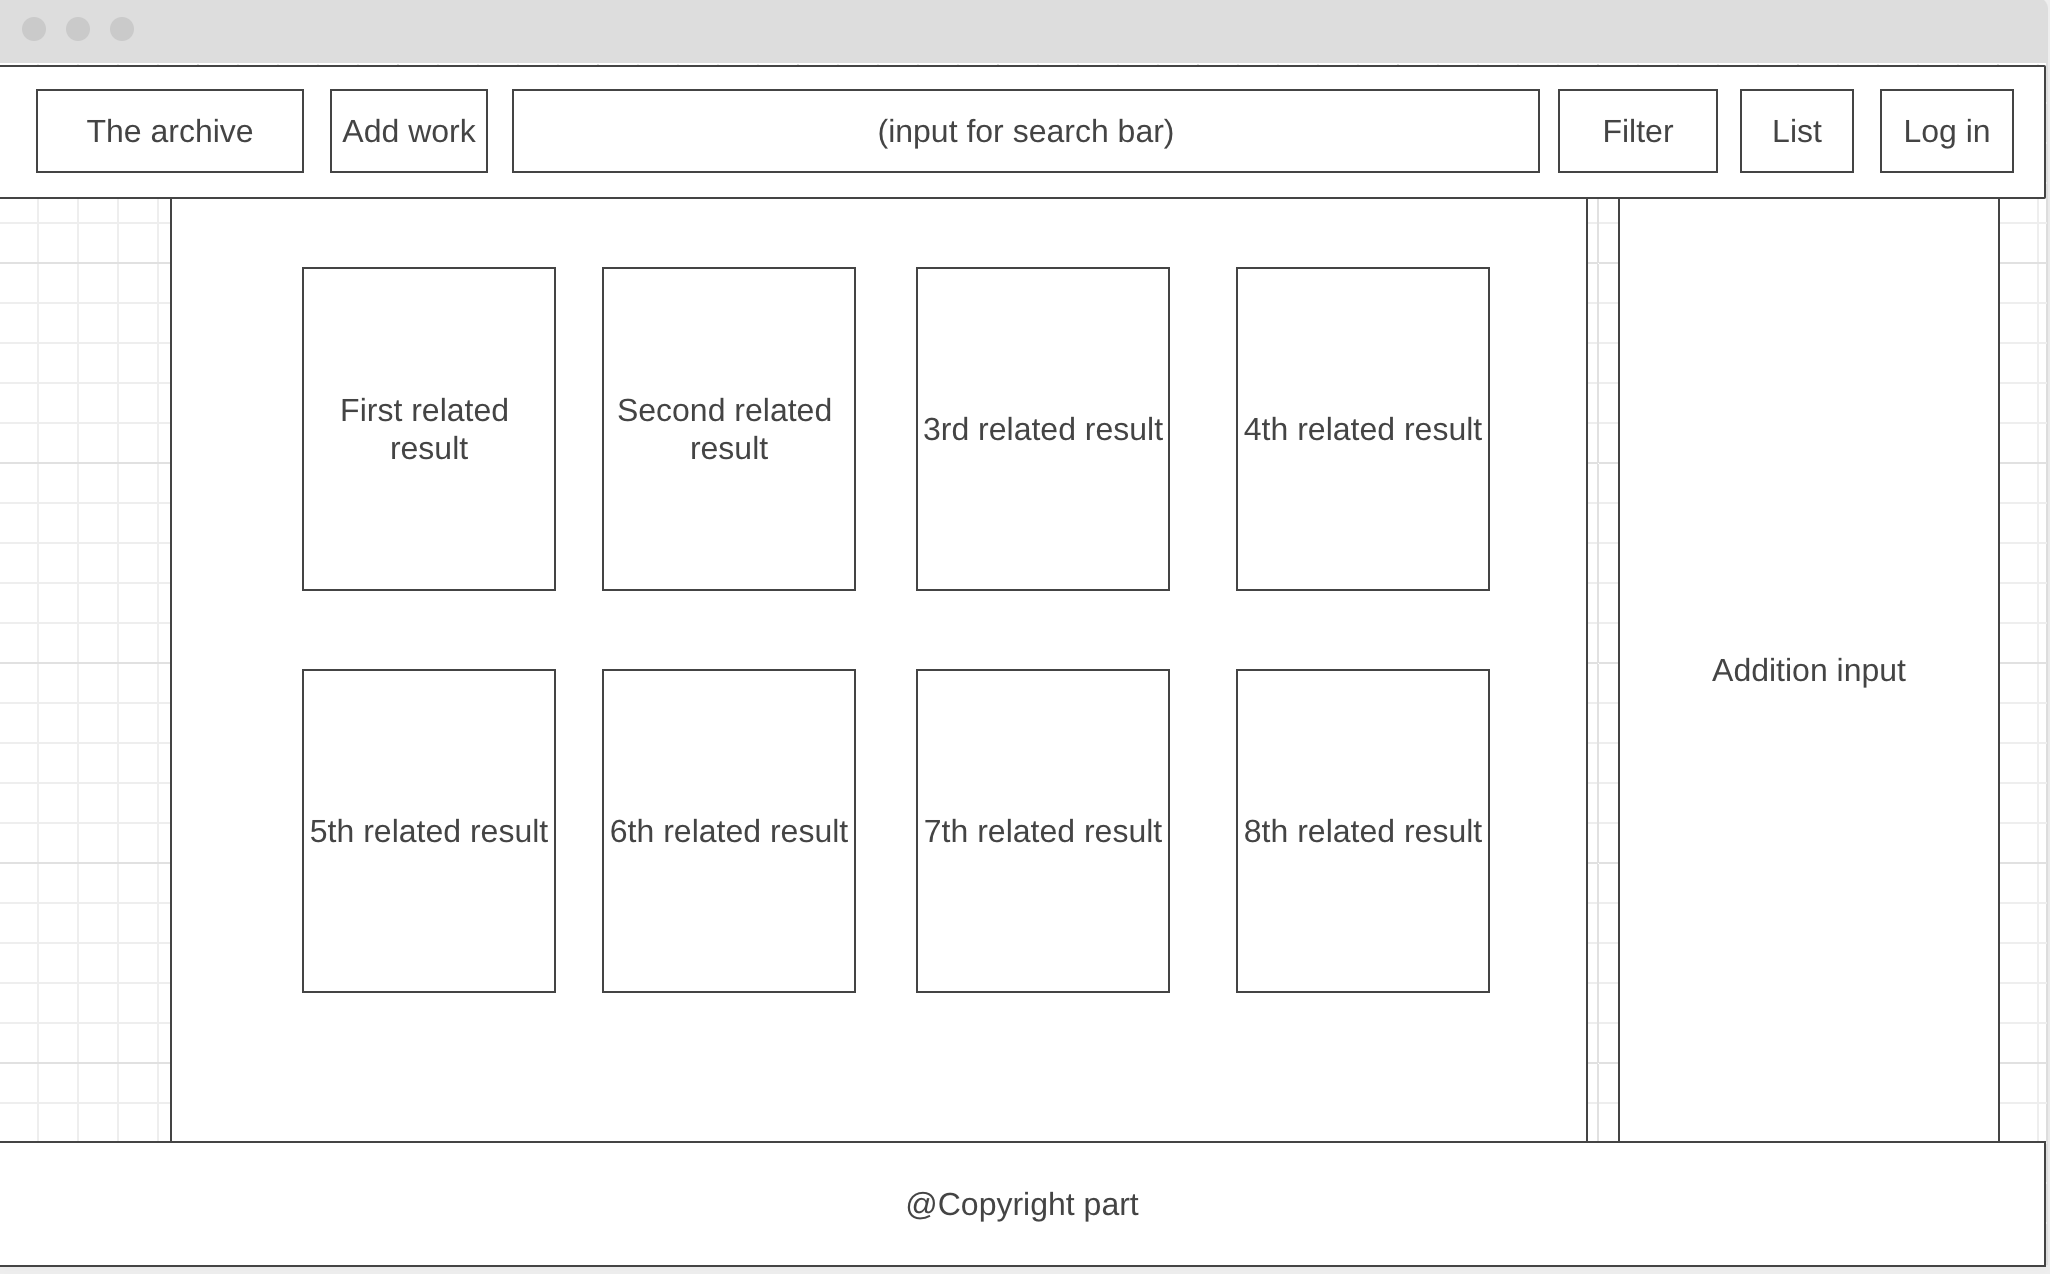 The archive
Add work
(input for search bar)
Filter
List
Log in
First related
result
Second related
result
3rd related result
4th related result
Addition input
5th related result
6th related result
7th related result
8th related result
@Copyright part